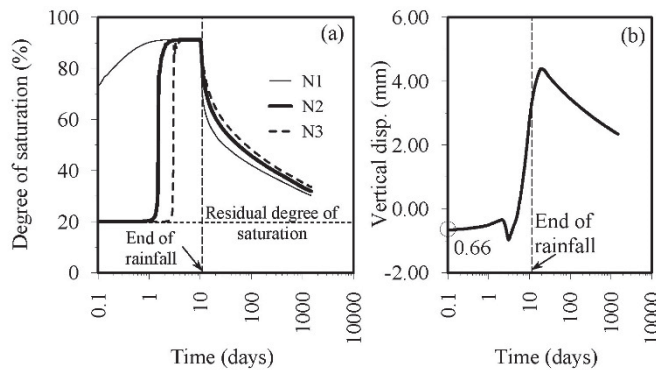 (a)
Degree of saturation (%)
100
80
60
40
20
0
N1
N2
N3
Residual degree of
saturation
End of
rainfall
0.1
1
10
100
1000
10000
Time (days)
(b)
Vertical disp. (mm)
6.00
4.00
2.00
0.00
-2.00
0.66
End of
rainfall
0.1
1
10
100
1000
10000
Time (days)